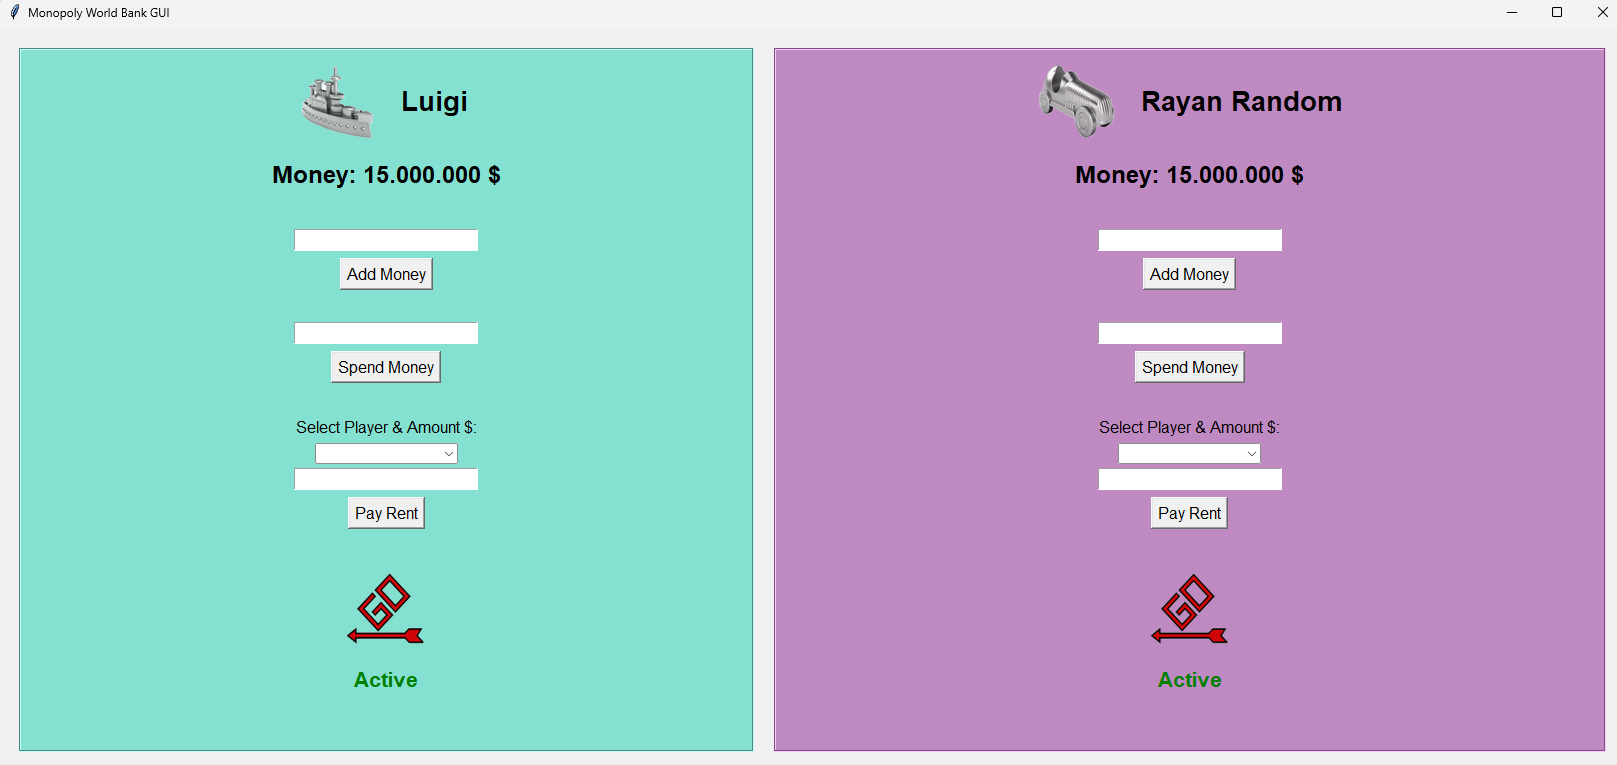 Monopoly World Bank GUI
Luigi
Money: 15.000.000 $
Add Money
Spend Money
Select Player & Amount $:
Pay Rent
GO
Active
Rayan Random
Money: 15.000.000 $
Add Money
Spend Money
Select Player & Amount $:
Pay Rent
GO
Active